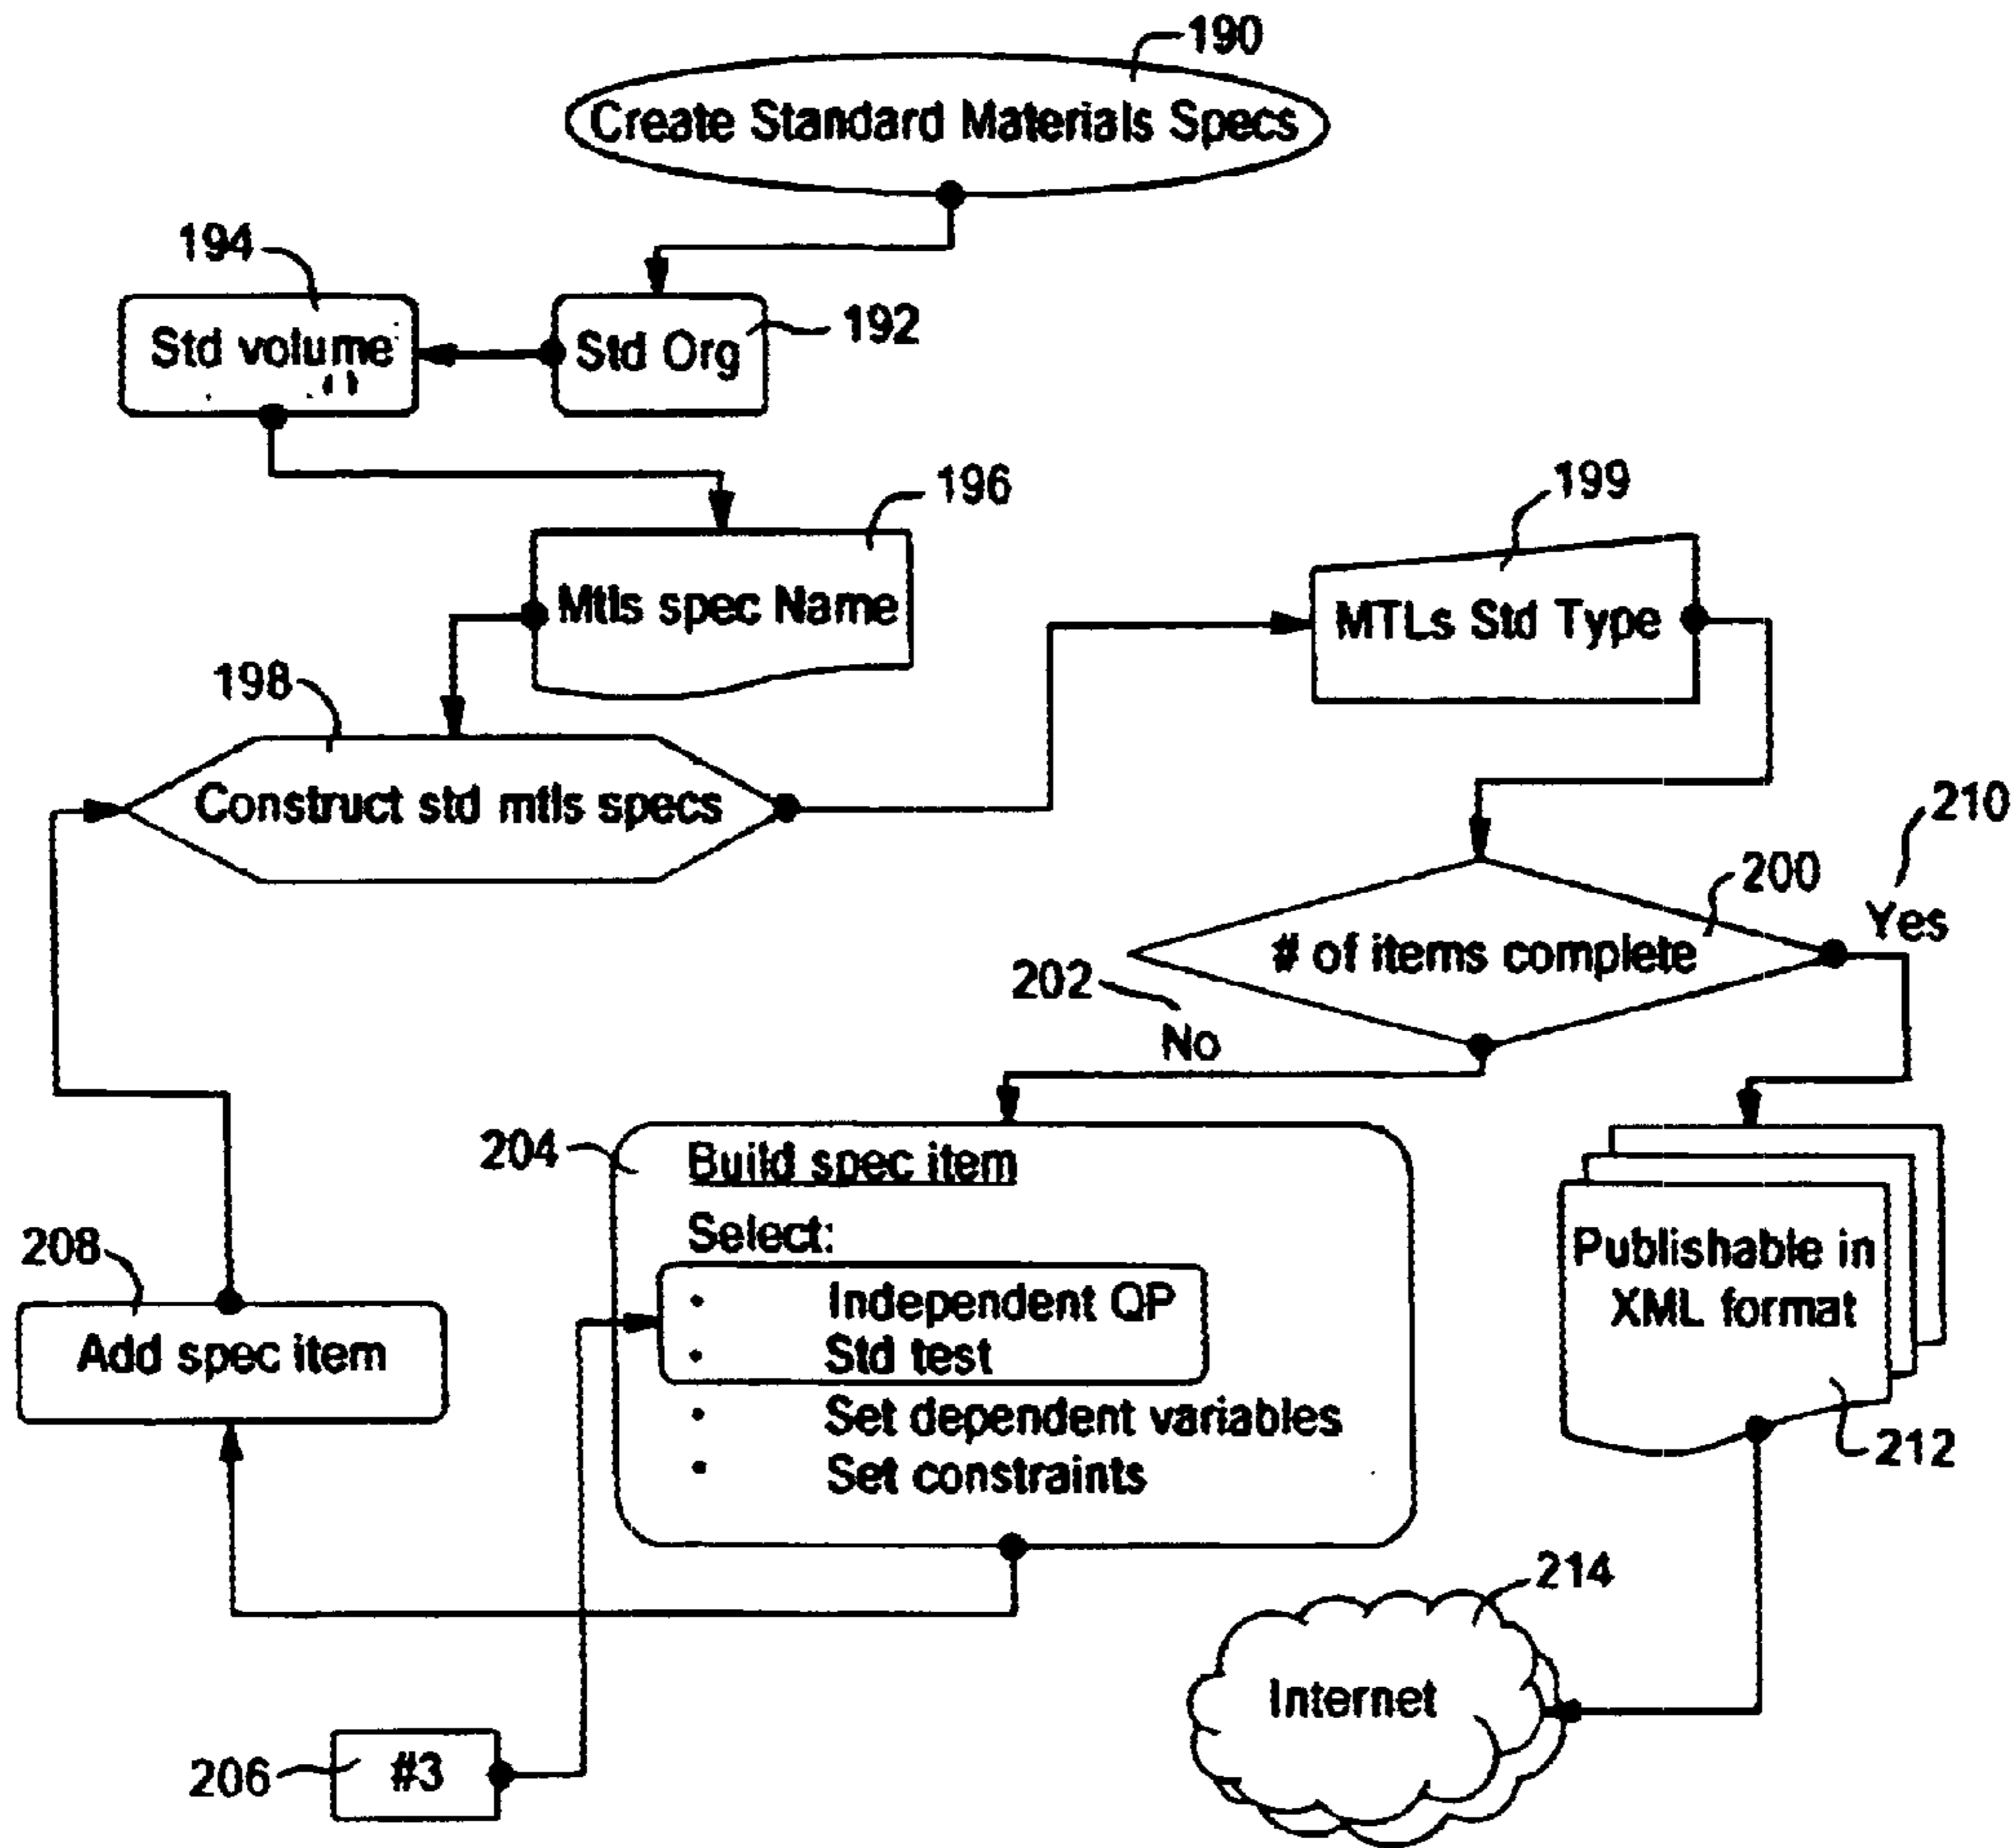 190
Create Standard Materials Specs
194
Std volume
192
Std Org
196
Mtls spec Name
199
MTLs Std Type
198
Construct std mtls specs
210
Yes
200
# of items complete
202
No
204
Build spec item
Select:
• Independent QP
• Std test
• Set dependent variables
• Set constraints
208
Add spec item
Publishable in
XML format
212
214
Internet
206
#3